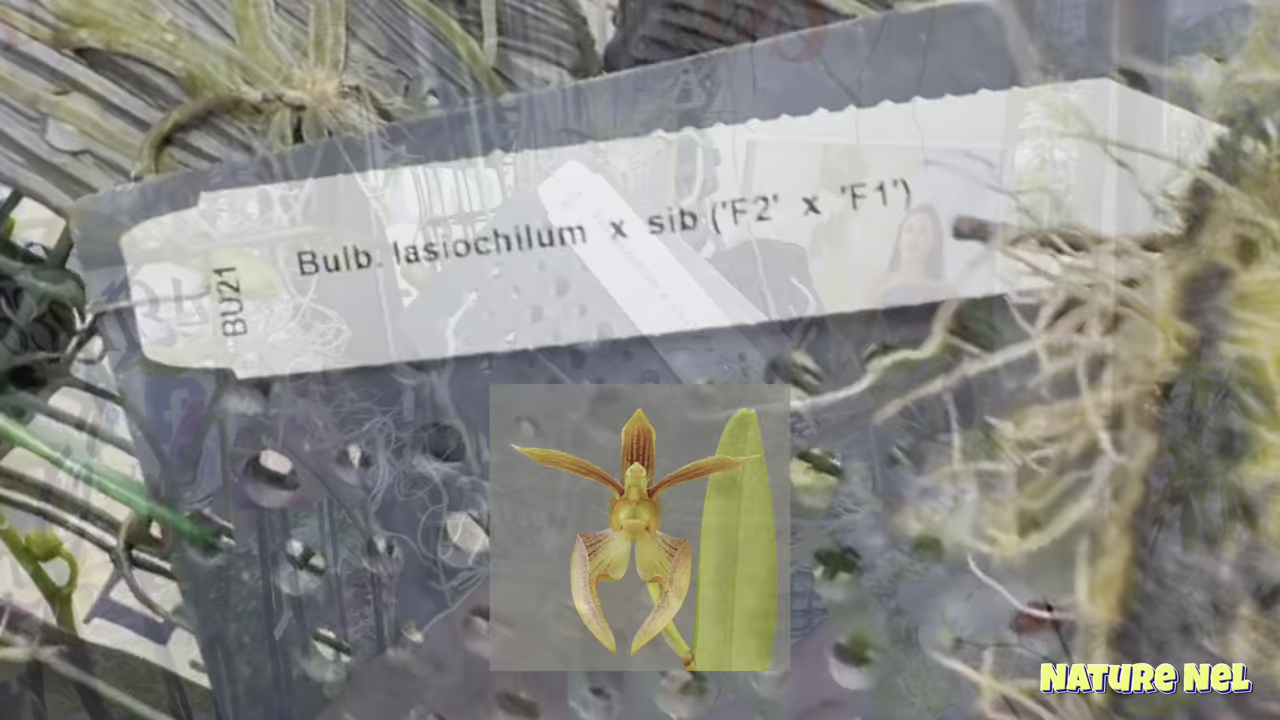 Bulb. lasiochilum x sib ('F2' x 'F1')
BU21
NATURE NEL